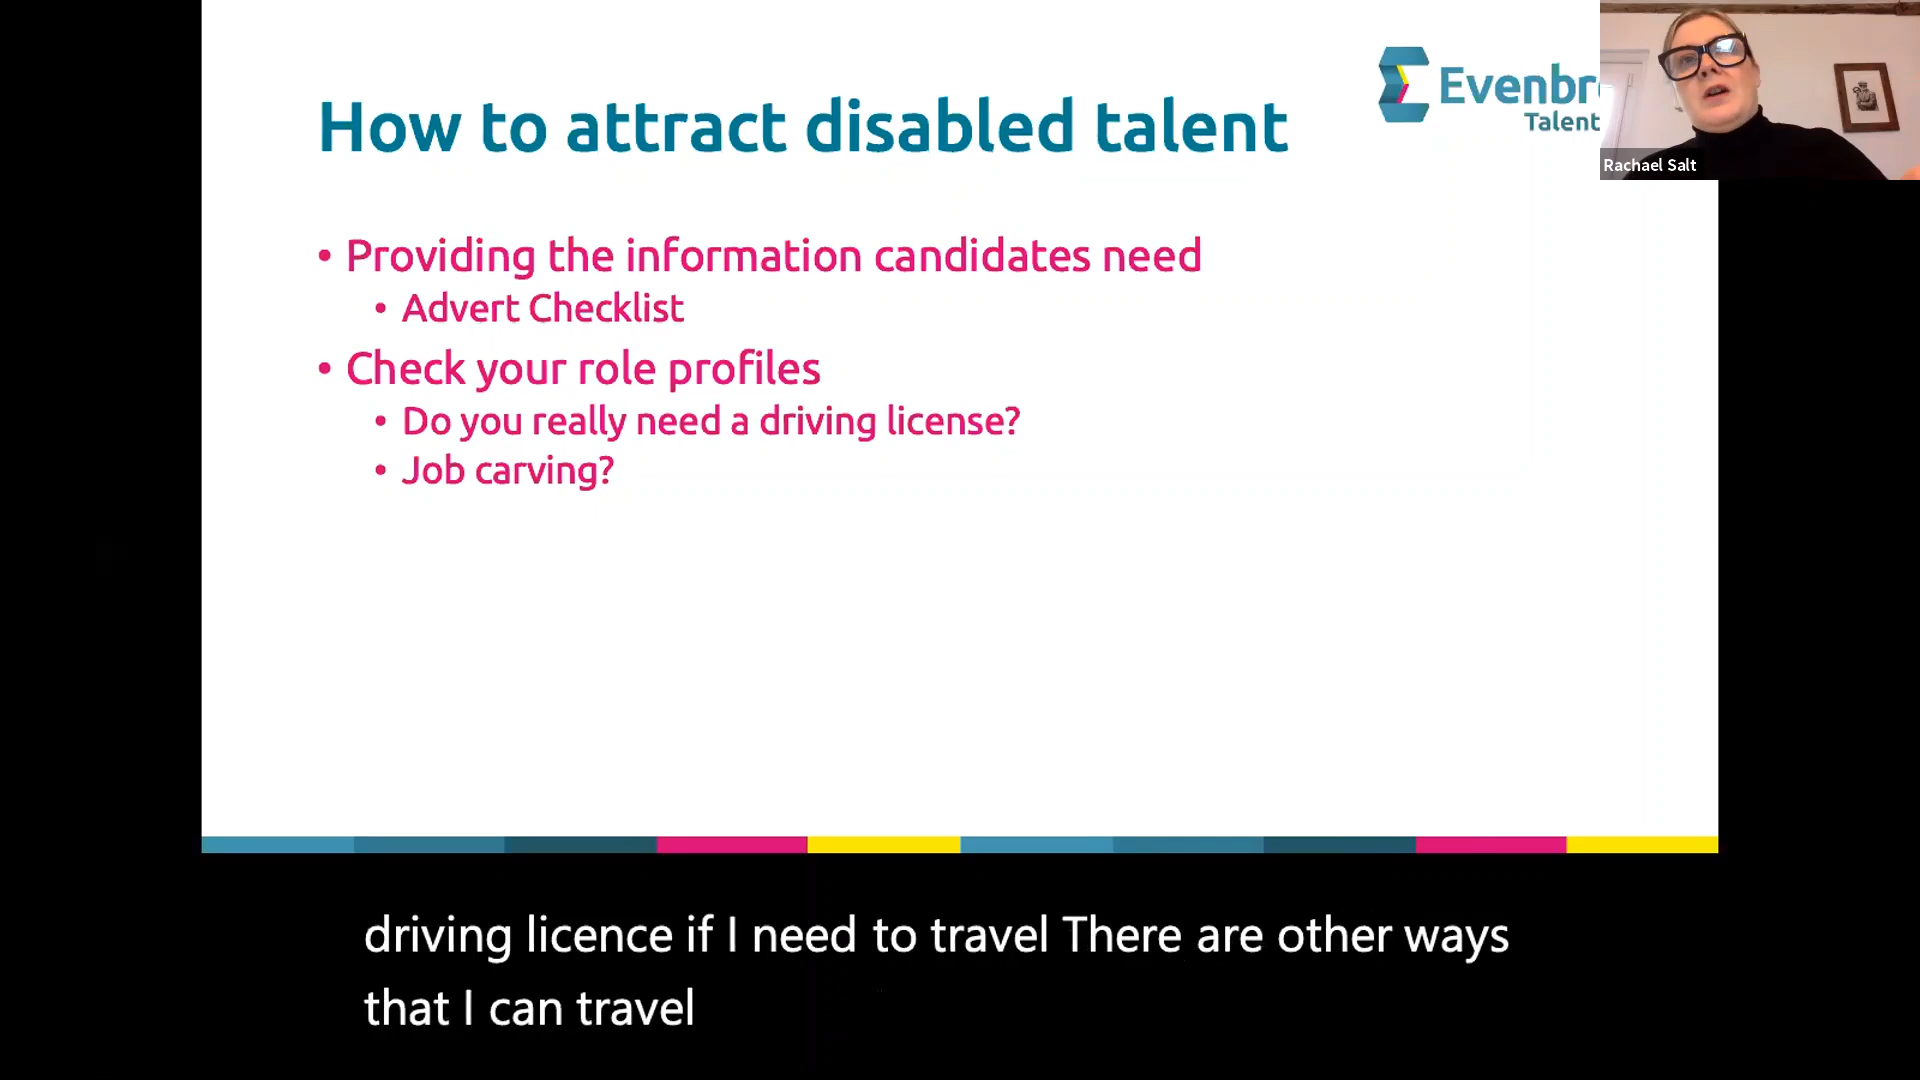 How to attract disabled talent
Evenbr
Talent
Rachael Salt
• Providing the information candidates need
• Advert Checklist
• Check your role profiles
• Do you really need a driving license?
• Job carving?
driving licence if I need to travel There are other ways
that I can travel